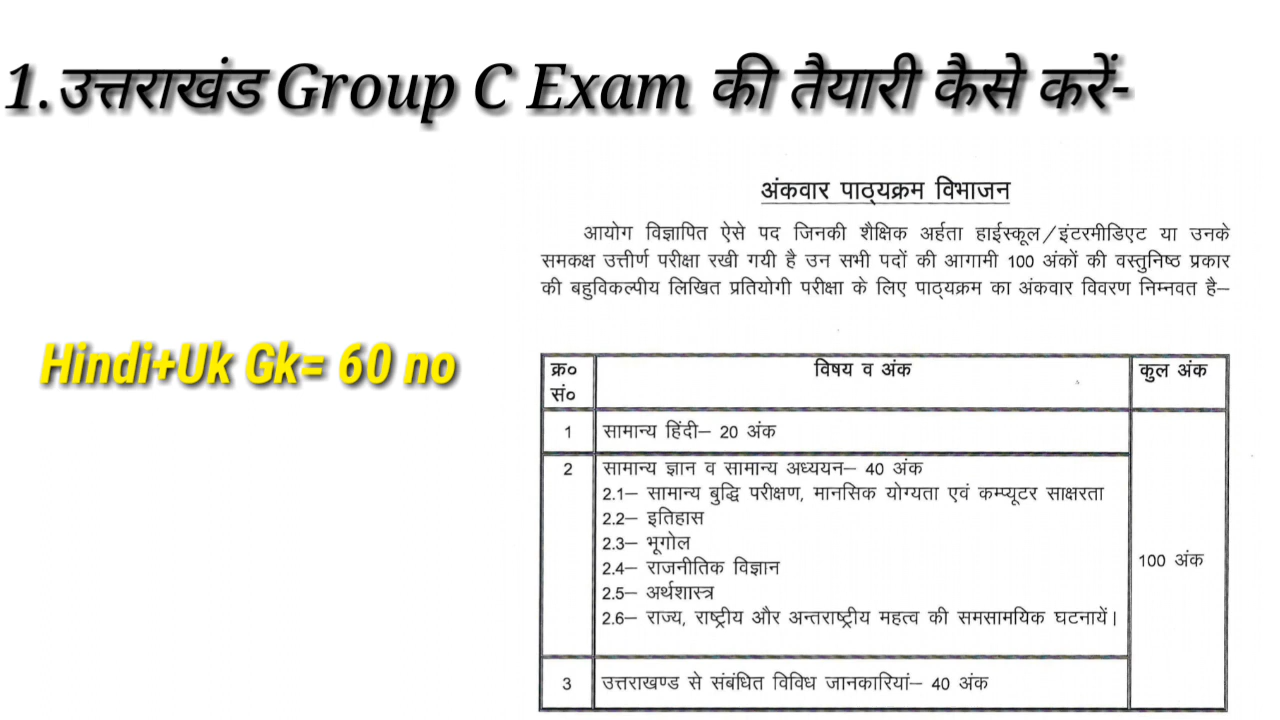 1.उत्तराखंड Group C Exam की तैयारी कैसे करें-
Hindi+Uk Gk= 60 no
अंकवार पाठ्यक्रम विभाजन
आयोग विज्ञापित ऐसे पद जिनकी शैक्षिक अर्हता हाईस्कूल/इंटरमीडिएट या उनके
समकक्ष उत्तीर्ण परीक्षा रखी गयी है उन सभी पदों की आगामी 100 अंकों की वस्तुनिष्ठ प्रकार
की बहुविकल्पीय लिखित प्रतियोगी परीक्षा के लिए पाठ्यक्रम का अंकवार विवरण निम्नवत है–
क्र० सं० विषय व अंक कुल अंक
1 सामान्य हिंदी– 20 अंक
2 सामान्य ज्ञान व सामान्य अध्ययन– 40 अंक
2.1– सामान्य बुद्धि परीक्षण, मानसिक योग्यता एवं कम्प्यूटर साक्षरता
2.2– इतिहास
2.3– भूगोल
2.4– राजनीतिक विज्ञान
2.5– अर्थशास्त्र
2.6– राज्य, राष्ट्रीय और अन्तराष्ट्रीय महत्व की समसामयिक घटनायें।
100 अंक
3 उत्तराखण्ड से संबंधित विविध जानकारियां– 40 अंक